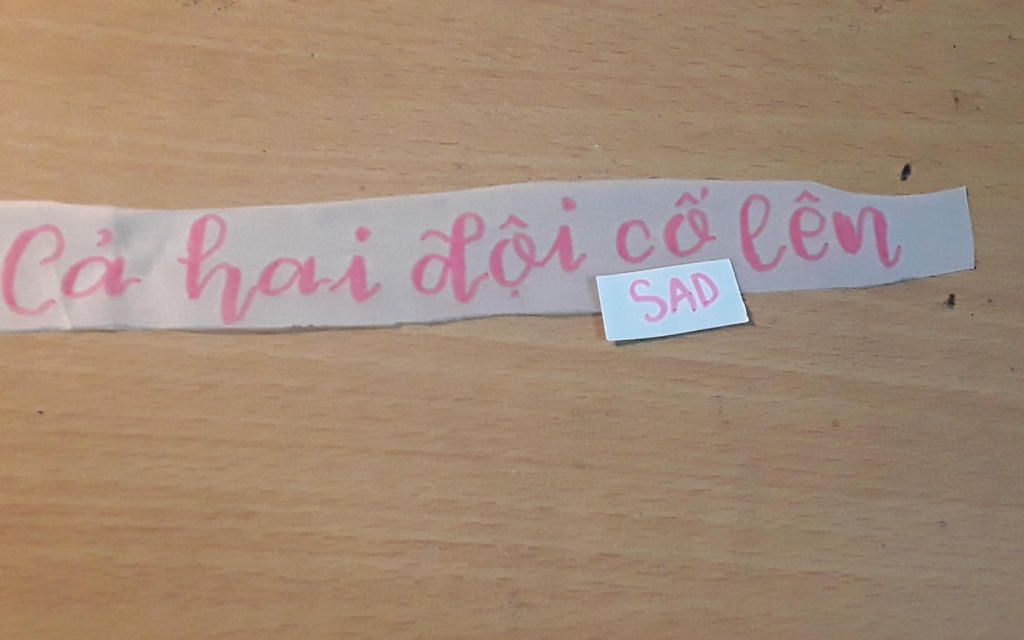 Cả hai đội cố lên
SAD